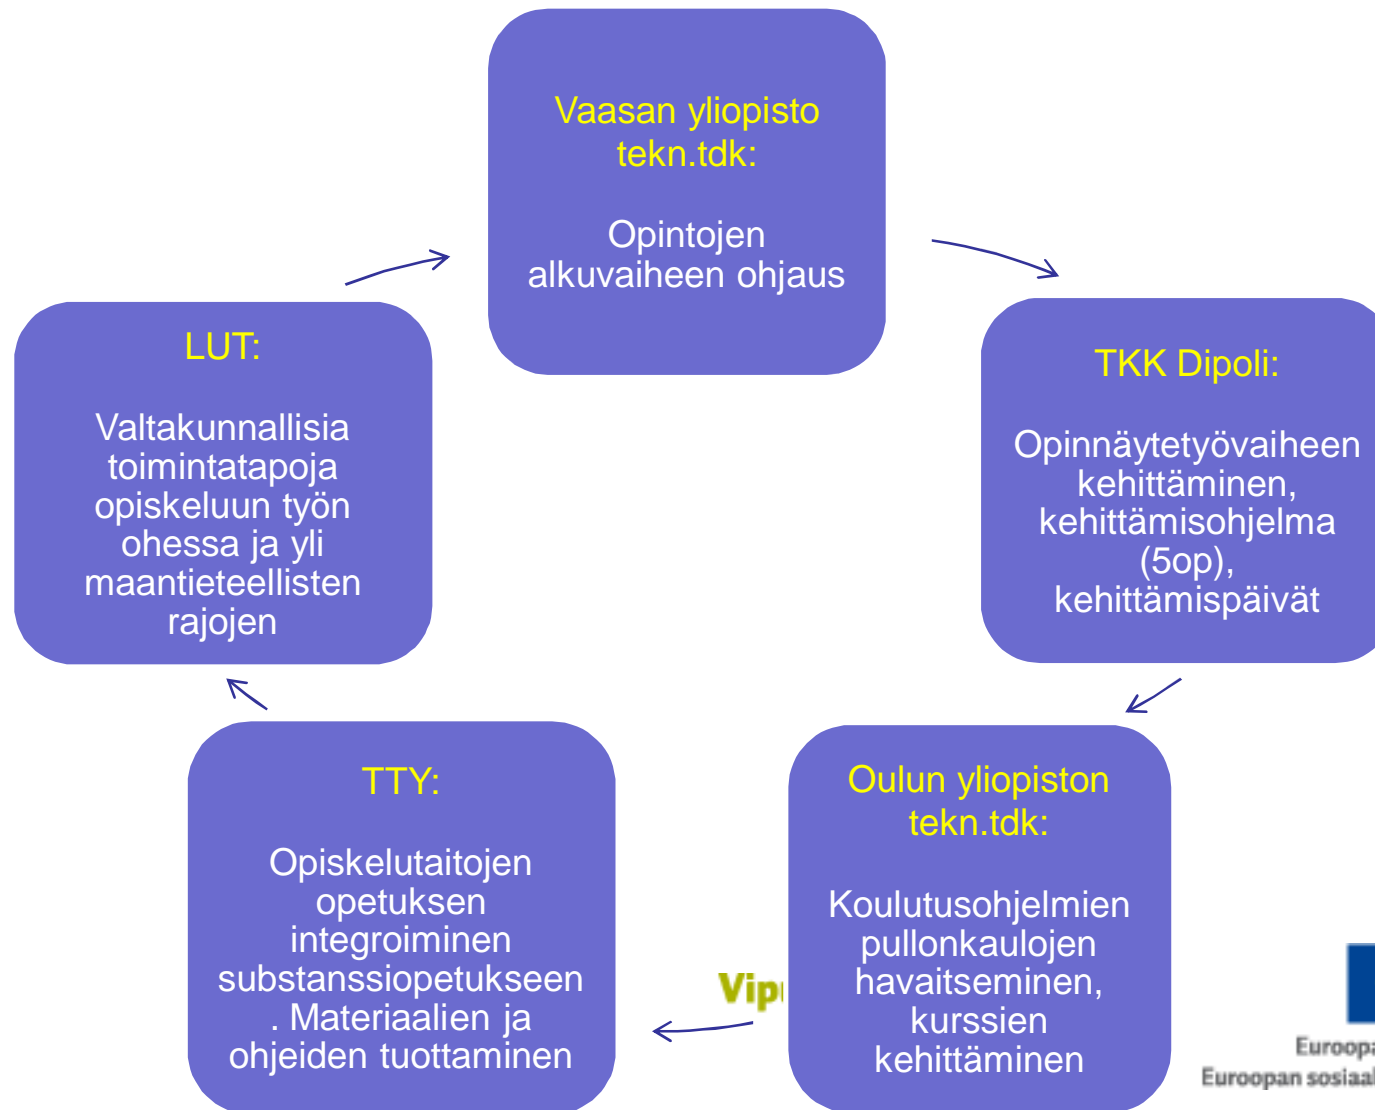 Vaasan yliopisto
tekn.tdk:
Opintojen
alkuvaiheen ohjaus
TKK Dipoli:
Opinnäytetyövaiheen
kehittäminen,
kehittämisohjelma
(5op),
kehittämispäivät
Oulun yliopiston
tekn.tdk:
Koulutusohjelmien
pullonkaulojen
havaitseminen,
kurssien
kehittäminen
TTY:
Opiskelutaitojen
opetuksen
integroiminen
substanssiopetukseen
. Materiaalien ja
ohjeiden tuottaminen
LUT:
Valtakunnallisia
toimintatapoja
opiskeluun työn
ohessa ja yli
maantieteellisten
rajojen
Euroopan